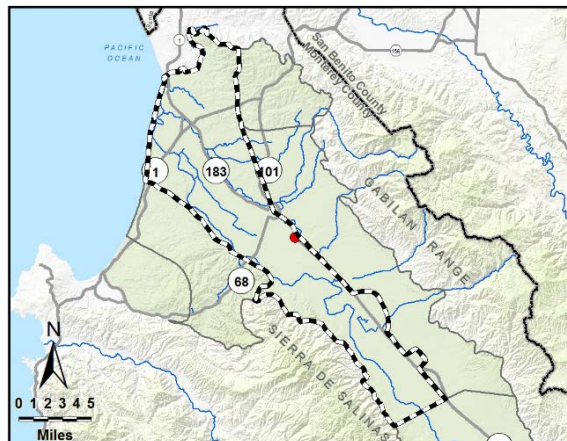 1
156
PACIFIC
OCEAN
San Benito County
Monterey County
183
101
1
GABILAN RANGE
68
SIERRA DE SALINAS
N
0 1 2 3 4 5
Miles